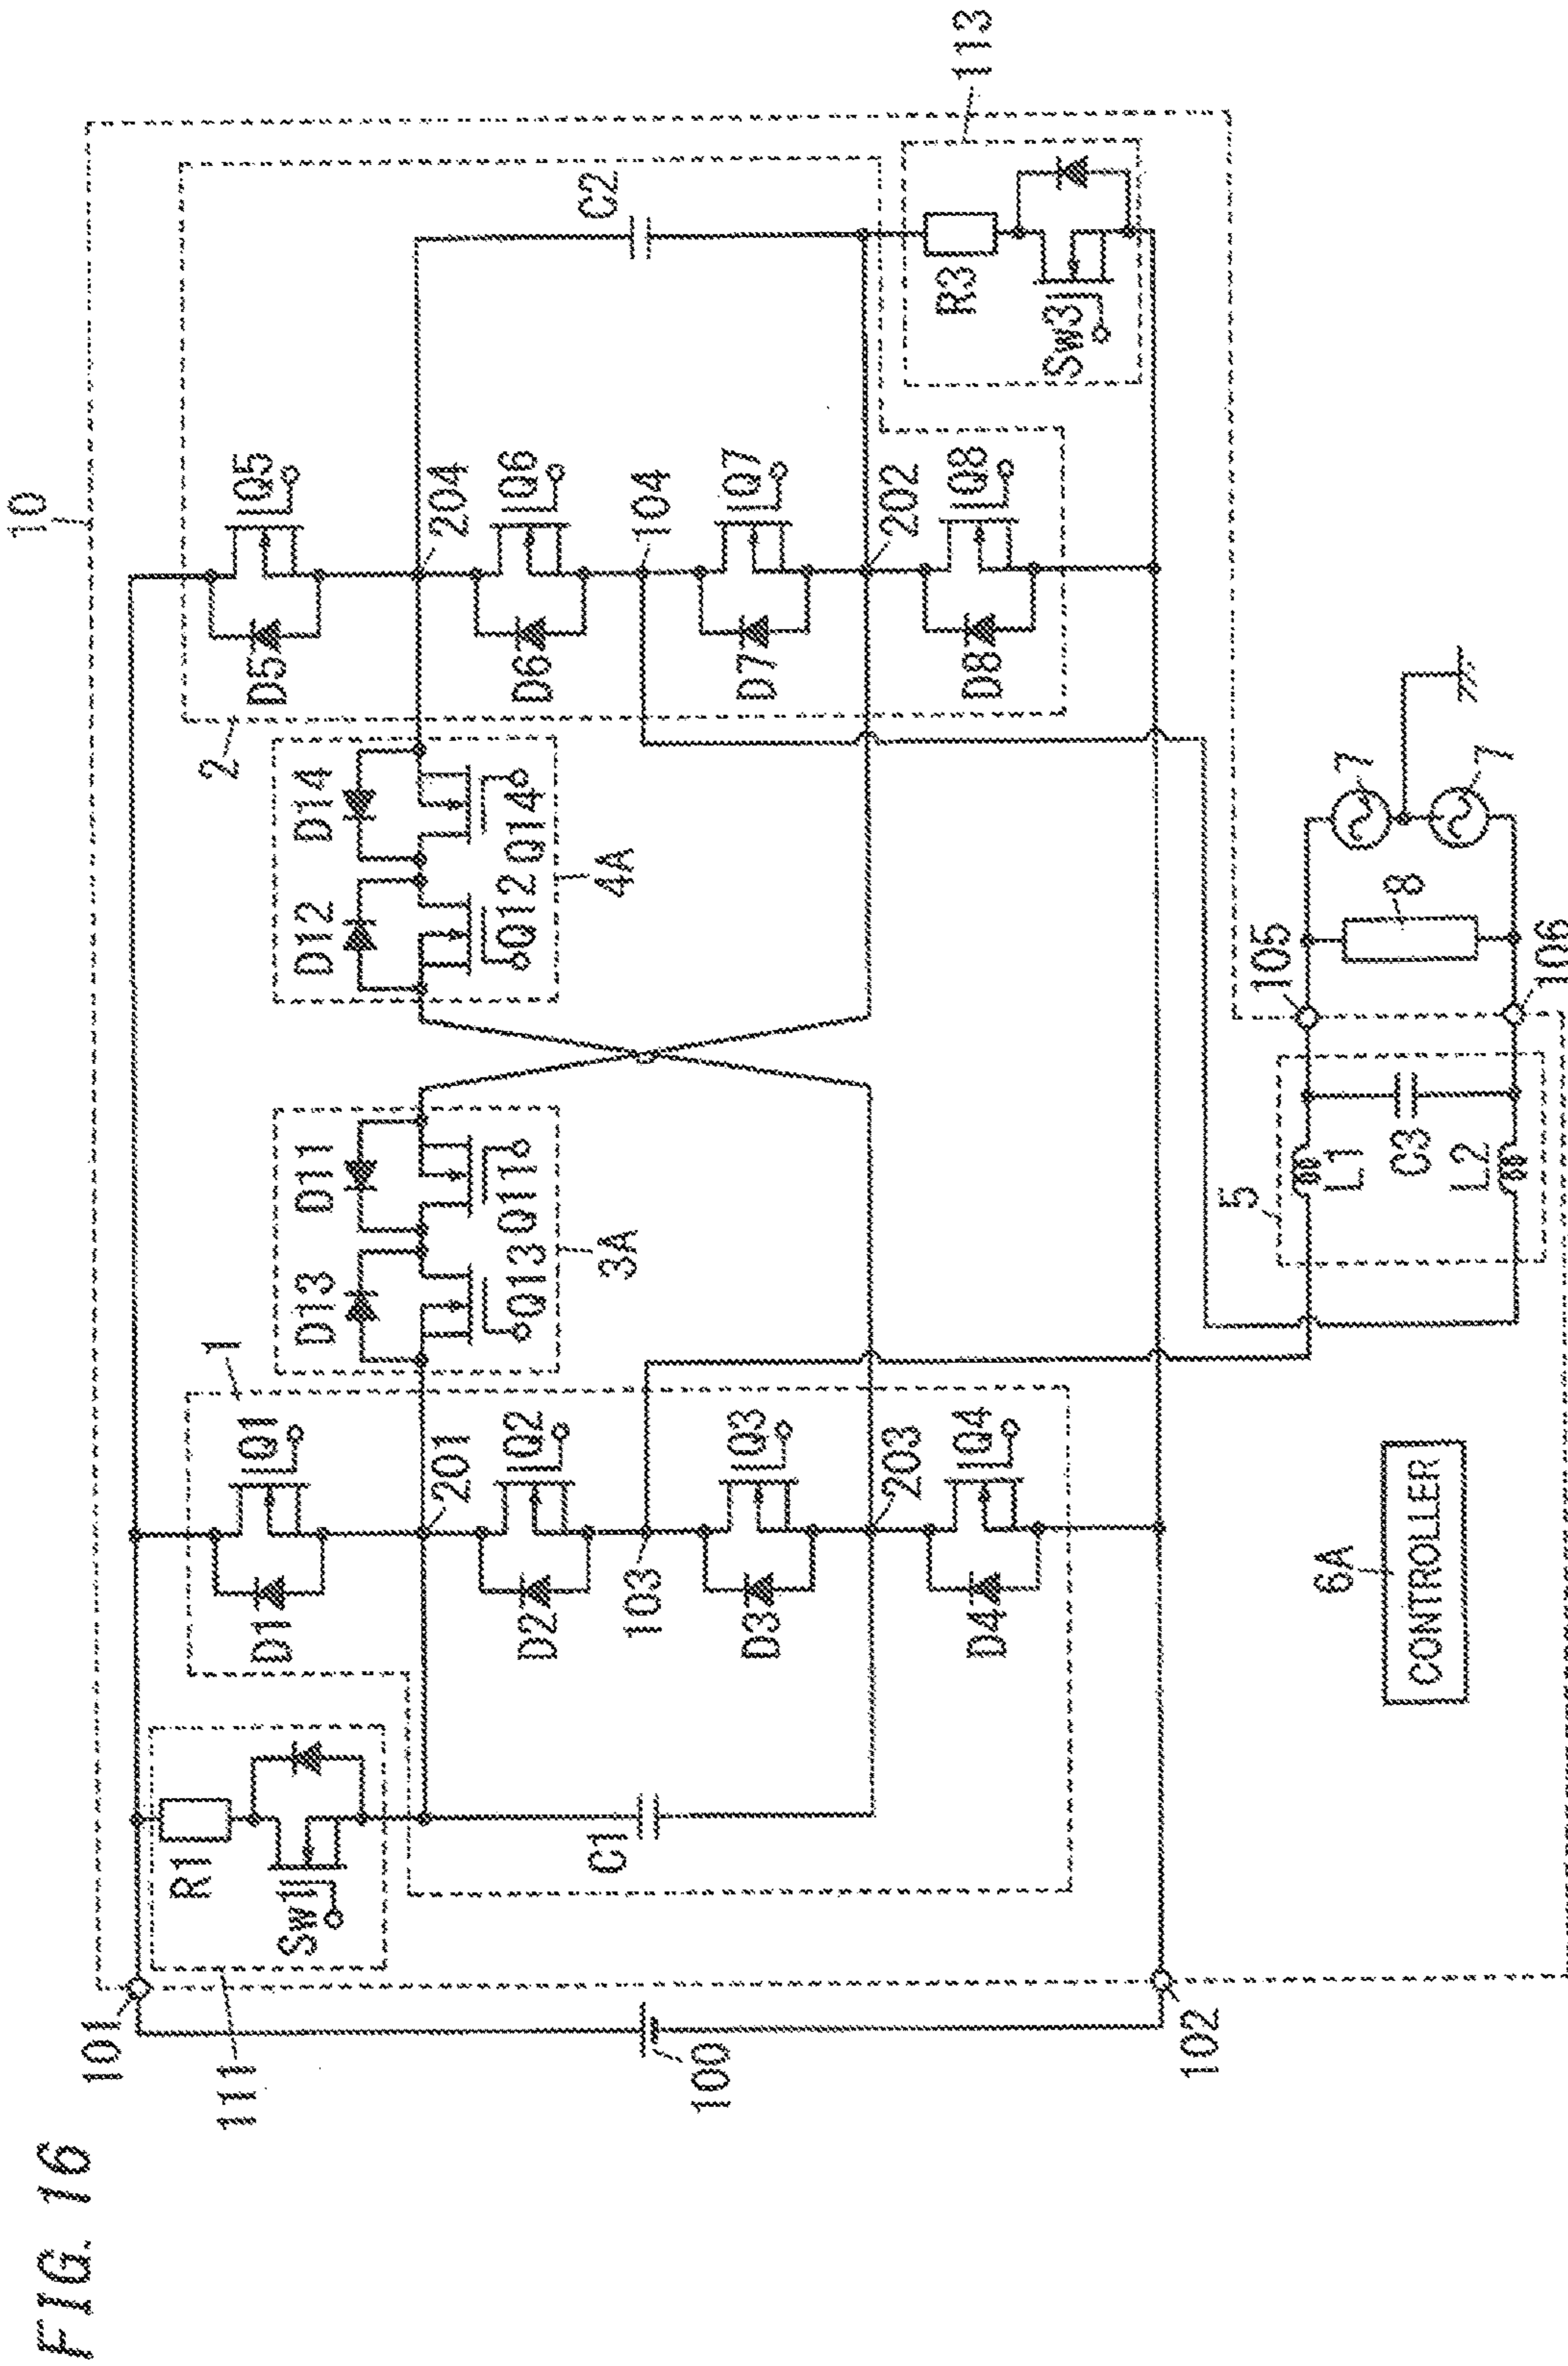 FIG. 16
10
101
111
R1
Sw1
1
D1
Q1
D13
D11
Q13
Q11
3A
D12
D14
Q12
Q14
4A
2
D5
Q5
201
204
C1
D2
Q2
D6
Q6
C2
103
104
100
D3
Q3
D7
Q7
203
202
D4
Q4
D8
Q8
R3
Sw3
113
102
5
L1
C3
L2
105
106
8
7
7
6A
CONTROLLER